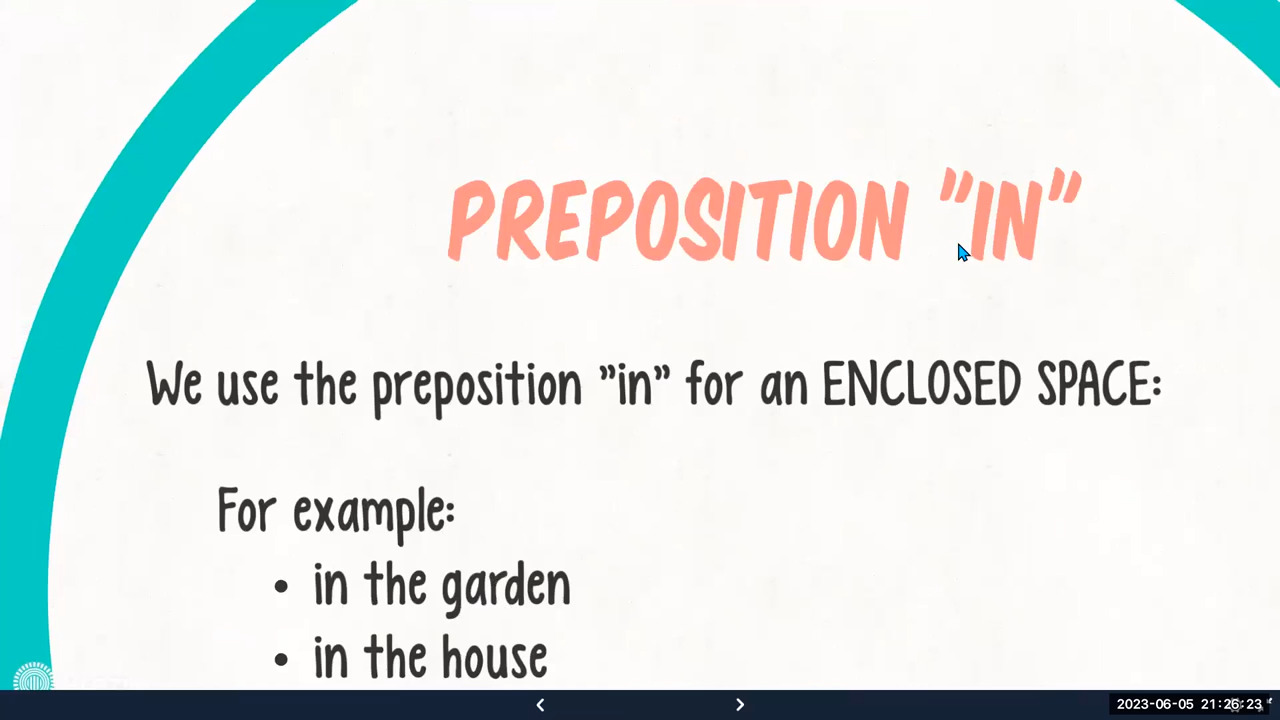 PREPOSITION "IN"
We use the preposition "in" for an ENCLOSED SPACE:
For example:
• in the garden
• in the house
2023-06-05 21:26:23